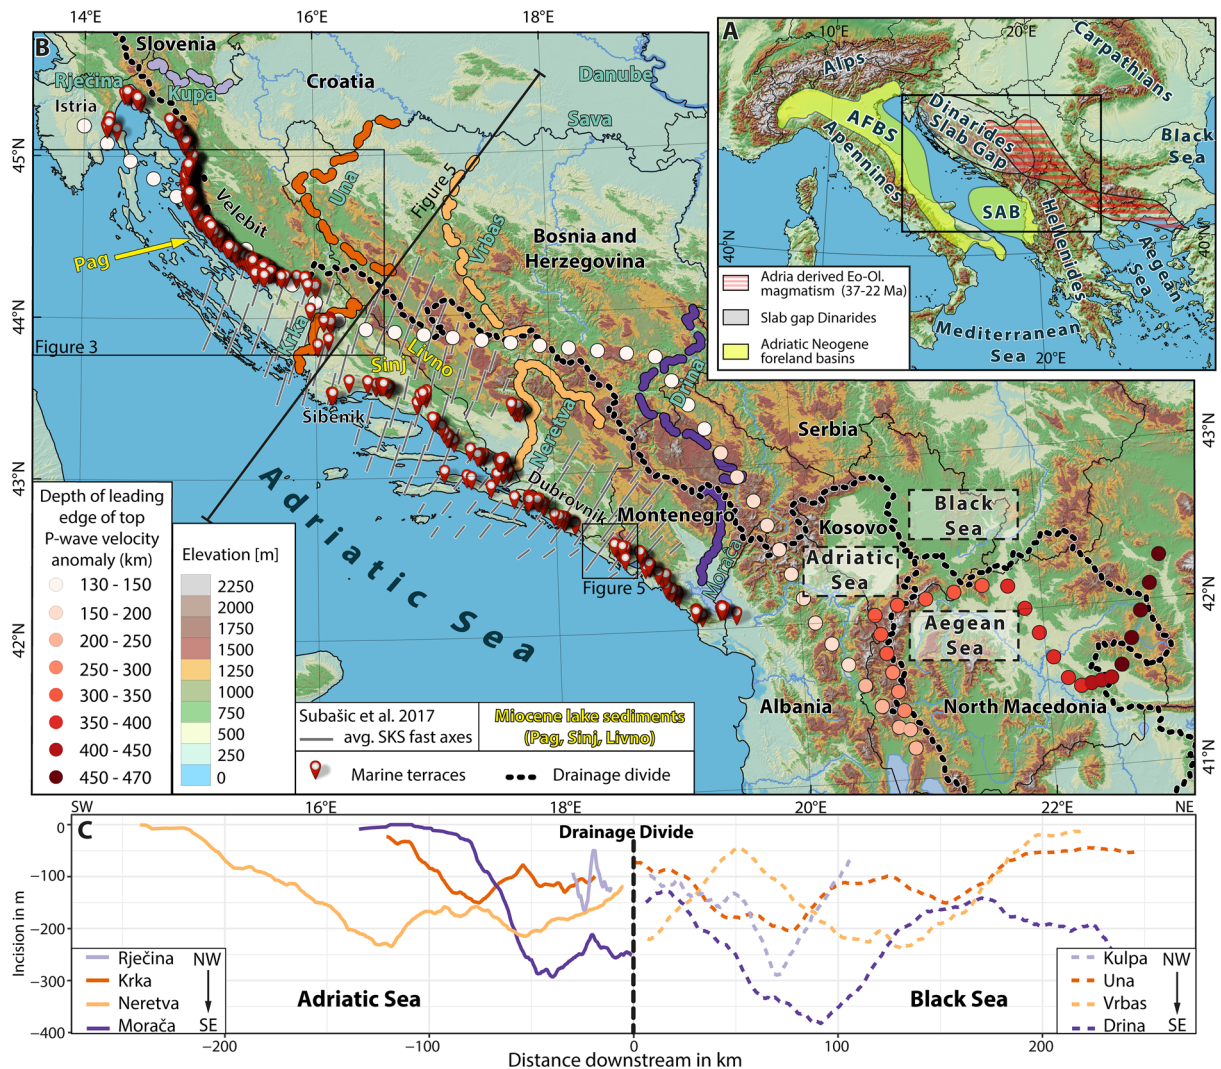 14°E
16°E
18°E
B
Slovenia
Rječina
Kupa
Istria
Croatia
Danube
Sava
45°N
Velebit
Una
Figure 5
Vrbas
Pag
Bosnia and
Herzegovina
44°N
Krka
Figure 3
Sinj
Livno
Drina
Šibenik
Neretva
Serbia
43°N
43°N
Dubrovnik
Montenegro
Kosovo
Black
Sea
Adriatic
Sea
Morača
Figure 5
42°N
42°N
Aegean
Sea
Adriatic Sea
Albania
North Macedonia
41°N
Depth of leading
edge of top
P-wave velocity
anomaly (km)
130 - 150
150 - 200
200 - 250
250 - 300
300 - 350
350 - 400
400 - 450
450 - 470
Elevation [m]
2250
2000
1750
1500
1250
1000
750
500
250
0
Subašic et al. 2017
avg. SKS fast axes
Miocene lake sediments
(Pag, Sinj, Livno)
Marine terraces
Drainage divide
A
10°E
20°E
Alps
Carpathians
AFBS
Dinarides
Slab Gap
Apennines
Black
Sea
SAB
Hellenides
40°N
40°N
Aegean
Sea
Mediterranean
Sea
20°E
Adria derived Eo-Ol.
magmatism (37-22 Ma)
Slab gap Dinarides
Adriatic Neogene
foreland basins
SW
16°E
18°E
20°E
22°E
NE
C
Drainage Divide
Incision in m
0
−100
−200
−300
−400
Rječina
Krka
Neretva
Morača
NW
SE
Adriatic Sea
Black Sea
Kulpa
Una
Vrbas
Drina
NW
SE
−200
−100
0
100
200
Distance downstream in km